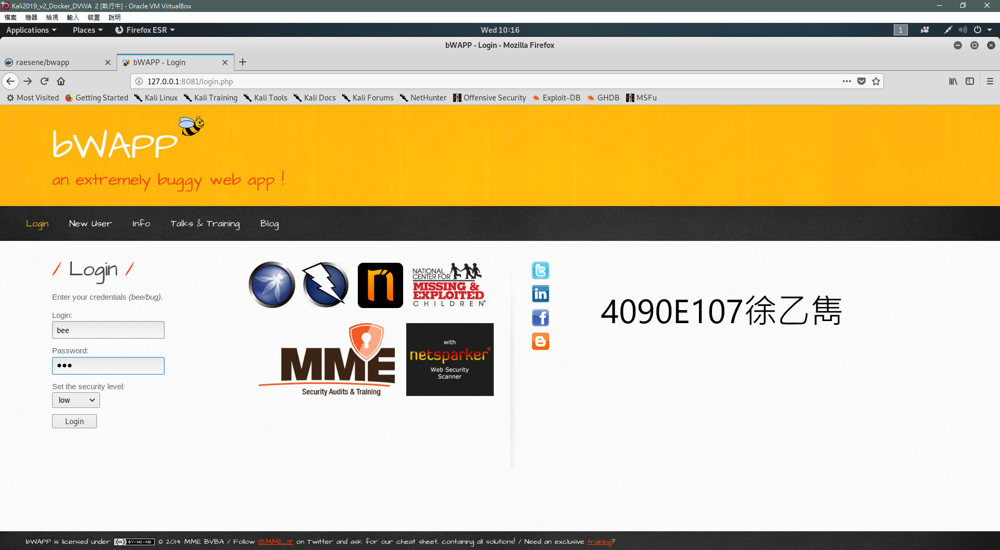 Kali2019_v2_Docker_DVWA 2 [執行中] - Oracle VM VirtualBox
檔案 機器 檢視 輸入 裝置 說明
Applications Places Firefox ESR Wed 10:16 1
bWAPP - Login - Mozilla Firefox
raesene/bwapp bWAPP - Login
127.0.0.1:8081/login.php
Most Visited Getting Started Kali Linux Kali Training Kali Tools Kali Docs Kali Forums NetHunter Offensive Security Exploit-DB GHDB MSFu
bWAPP
an extremely buggy web app !
Login New User Info Talks & Training Blog
/ Login /
Enter your credentials (bee/bug).
Login:
bee
Password:
●●●
Set the security level:
low
Login
n
NATIONAL
CENTER FOR
MISSING &
EXPLOITED
CHILDREN®
MME
Security Audits & Training
with
netsparker®
Web Security
Scanner
t
in
f
B
4090E107徐乙雋
bWAPP is licensed under (cc) BY-NC-ND © 2014 MME BVBA / Follow @MME_IT on Twitter and ask for our cheat sheet, containing all solutions! / Need an exclusive training?